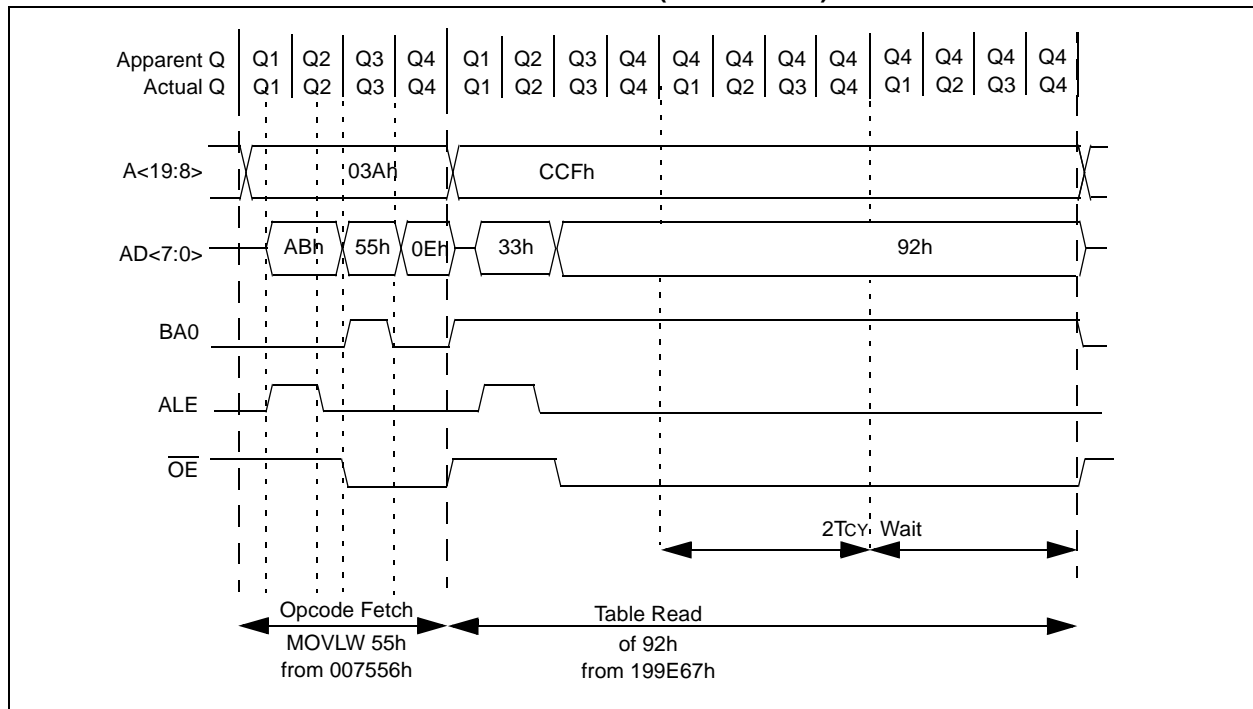 Apparent Q Q1 Q2 Q3 Q4 Q1 Q2 Q3 Q4 Q4 Q4 Q4 Q4 Q4 Q4 Q4 Q4
Actual Q Q1 Q2 Q3 Q4 Q1 Q2 Q3 Q4 Q1 Q2 Q3 Q4 Q1 Q2 Q3 Q4
A<19:8> 03Ah CCFh
AD<7:0> ABh 55h 0Eh 33h 92h
BA0
ALE
OE
2TCY Wait
Opcode Fetch Table Read
MOVLW 55h of 92h
from 007556h from 199E67h